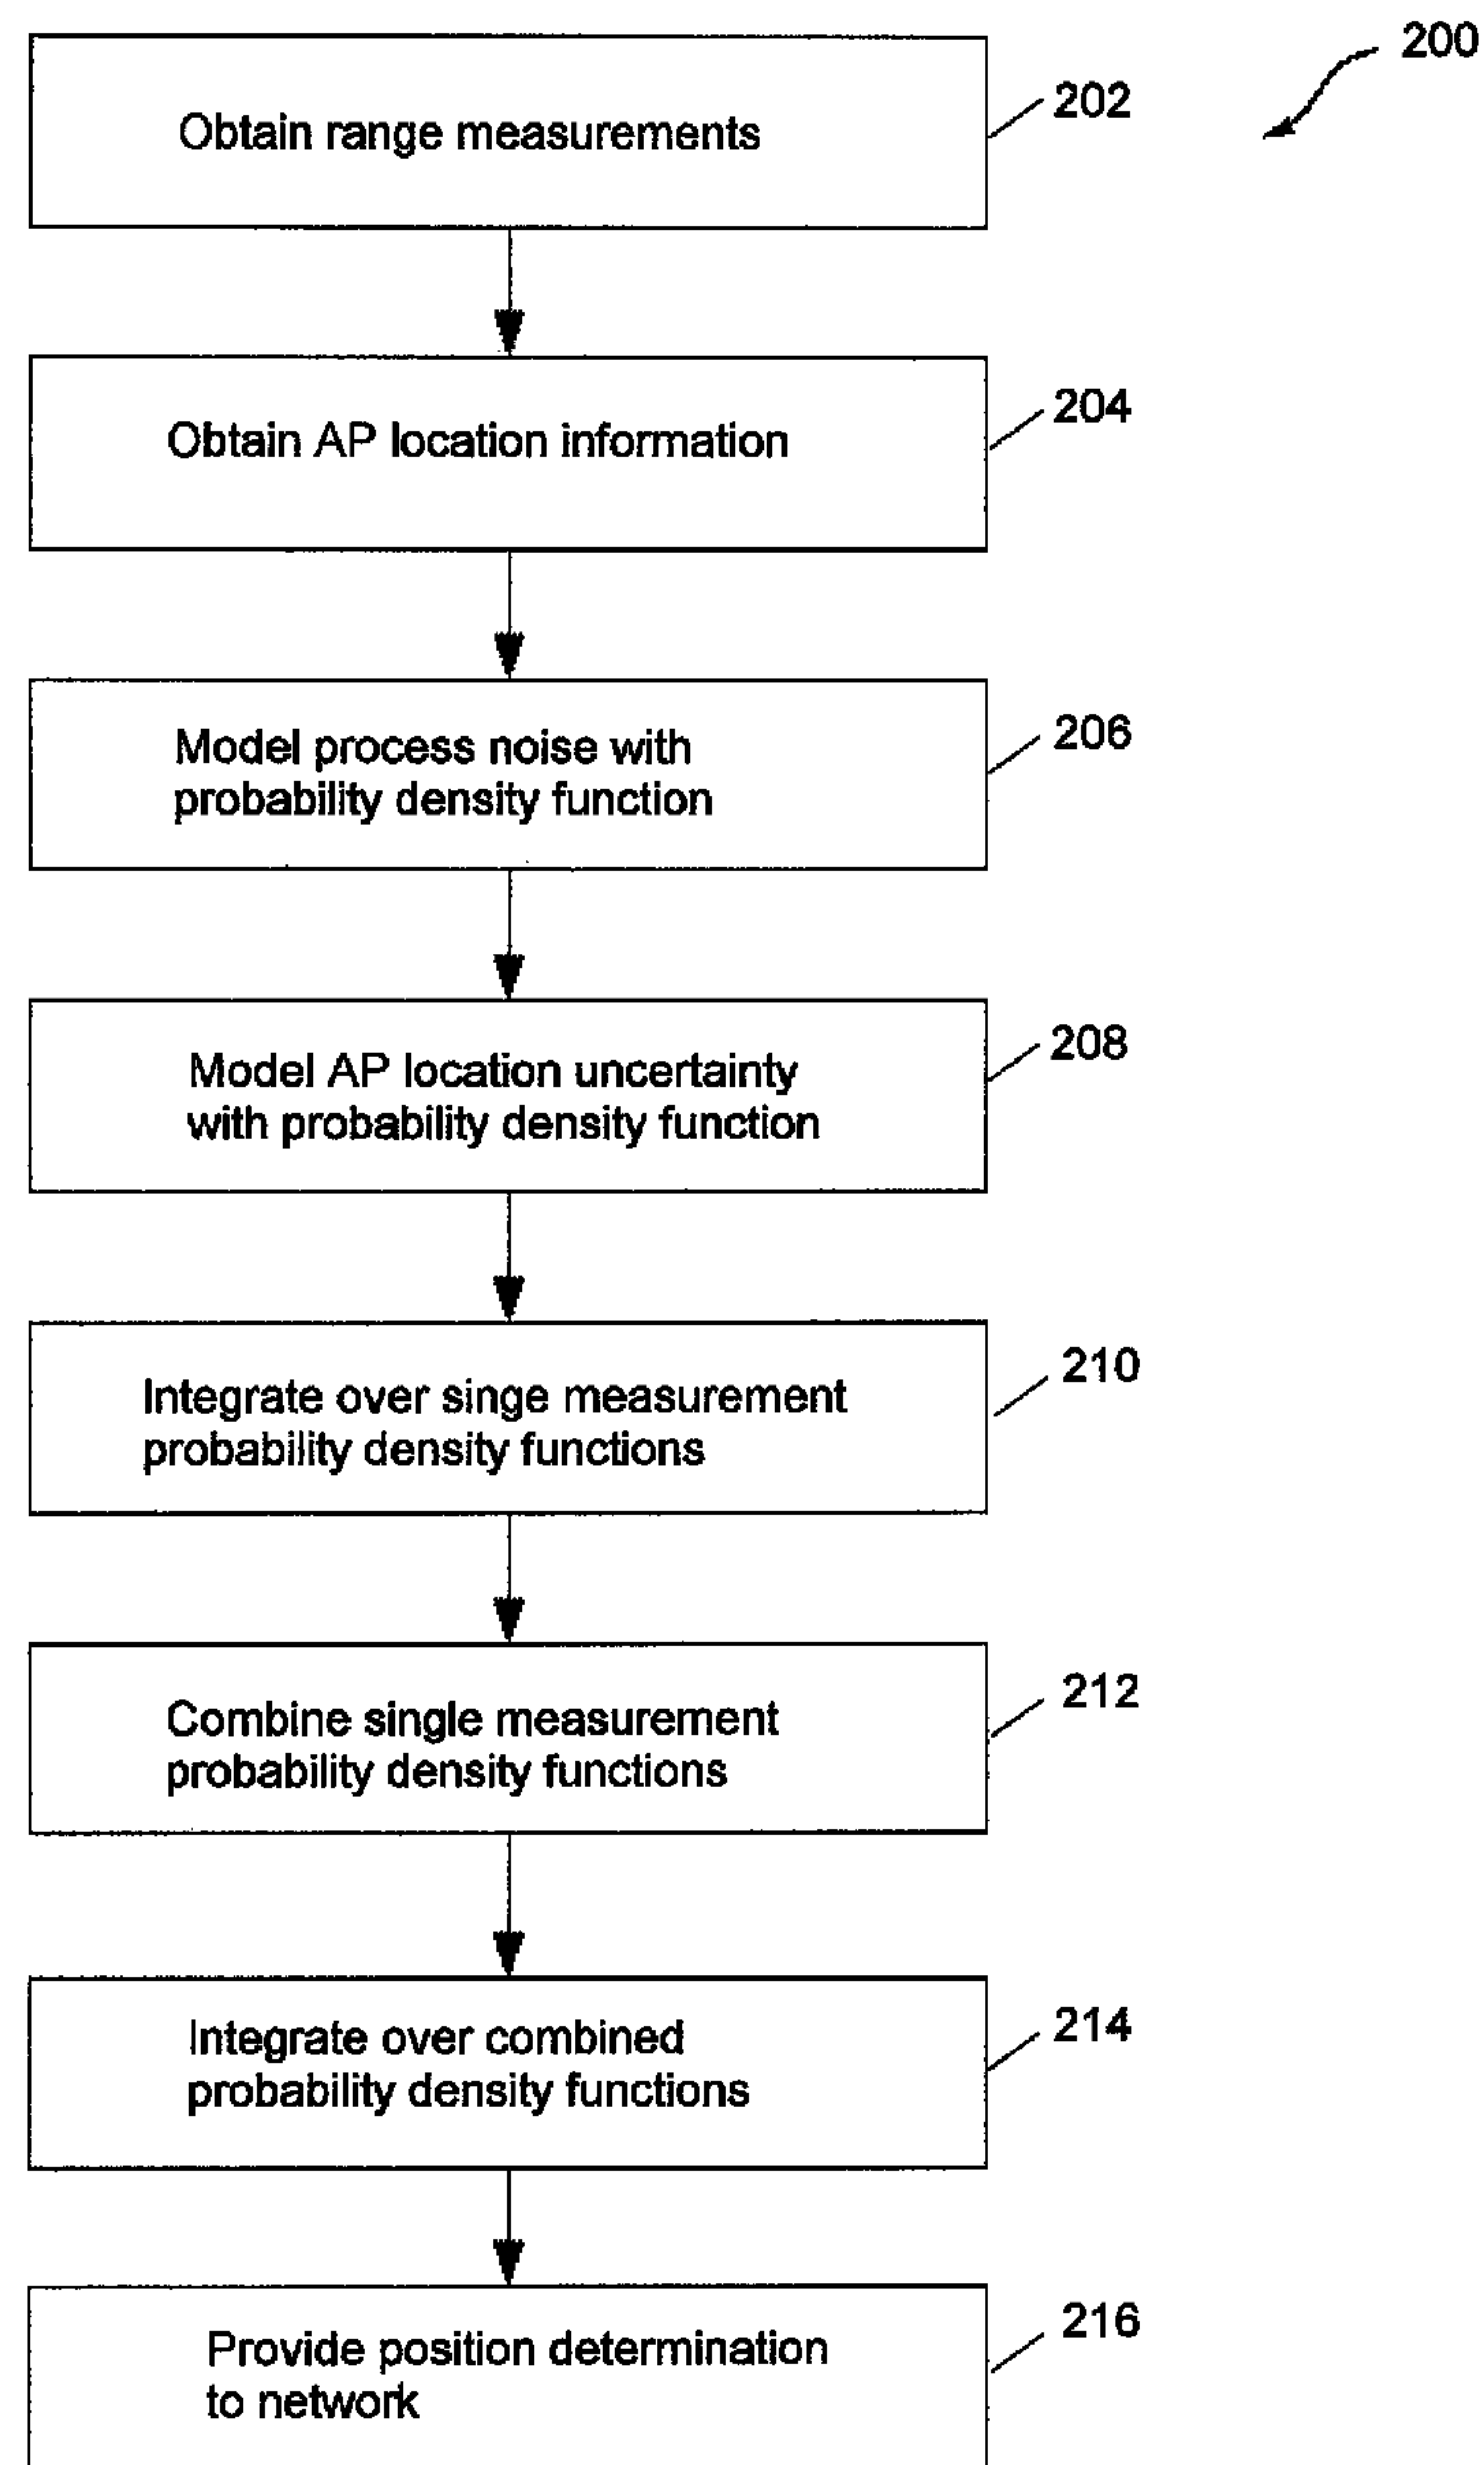 200
Obtain range measurements
202
Obtain AP location information
204
Model process noise with
probability density function
206
Model AP location uncertainty
with probability density function
208
Integrate over singe measurement
probability density functions
210
Combine single measurement
probability density functions
212
Integrate over combined
probability density functions
214
Provide position determination
to network
216